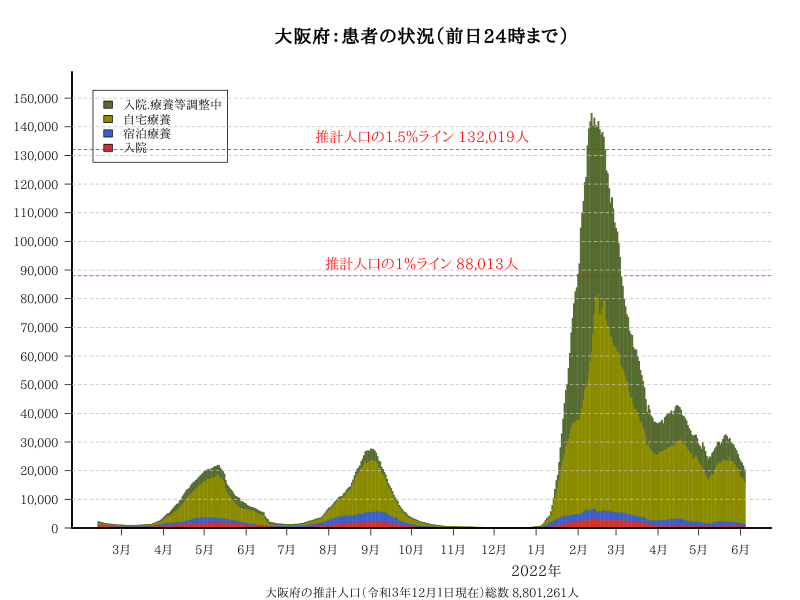 大阪府：患者の状況（前日24時まで）
150,000
140,000
130,000
120,000
110,000
100,000
90,000
80,000
70,000
60,000
50,000
40,000
30,000
20,000
10,000
0
入院.療養等調整中
自宅療養
宿泊療養
入院
推計人口の1.5%ライン 132,019人
推計人口の1%ライン 88,013人
3月 4月 5月 6月 7月 8月 9月 10月 11月 12月 1月 2月 3月 4月 5月 6月
2022年
大阪府の推計人口（令和3年12月1日現在）総数 8,801,261人